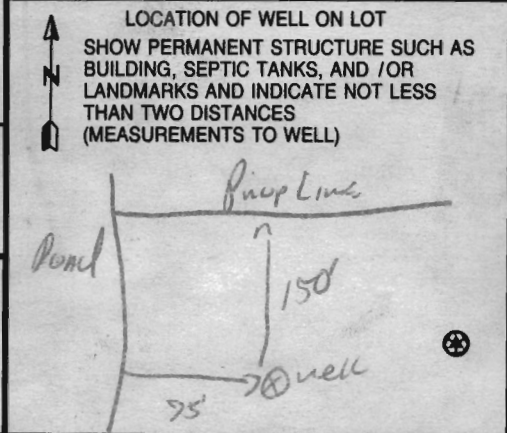 LOCATION OF WELL ON LOT
SHOW PERMANENT STRUCTURE SUCH AS
N BUILDING, SEPTIC TANKS, AND /OR
LANDMARKS AND INDICATE NOT LESS
THAN TWO DISTANCES
(MEASUREMENTS TO WELL)
Prop Line
150'
well
75'